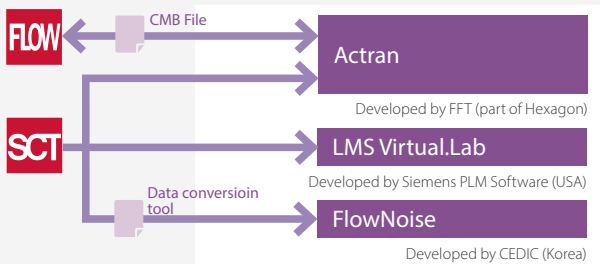 FLOW
CMB File
Actran
Developed by FFT (part of Hexagon)
SCT
LMS Virtual.Lab
Developed by Siemens PLM Software (USA)
Data conversioin
tool
FlowNoise
Developed by CEDIC (Korea)